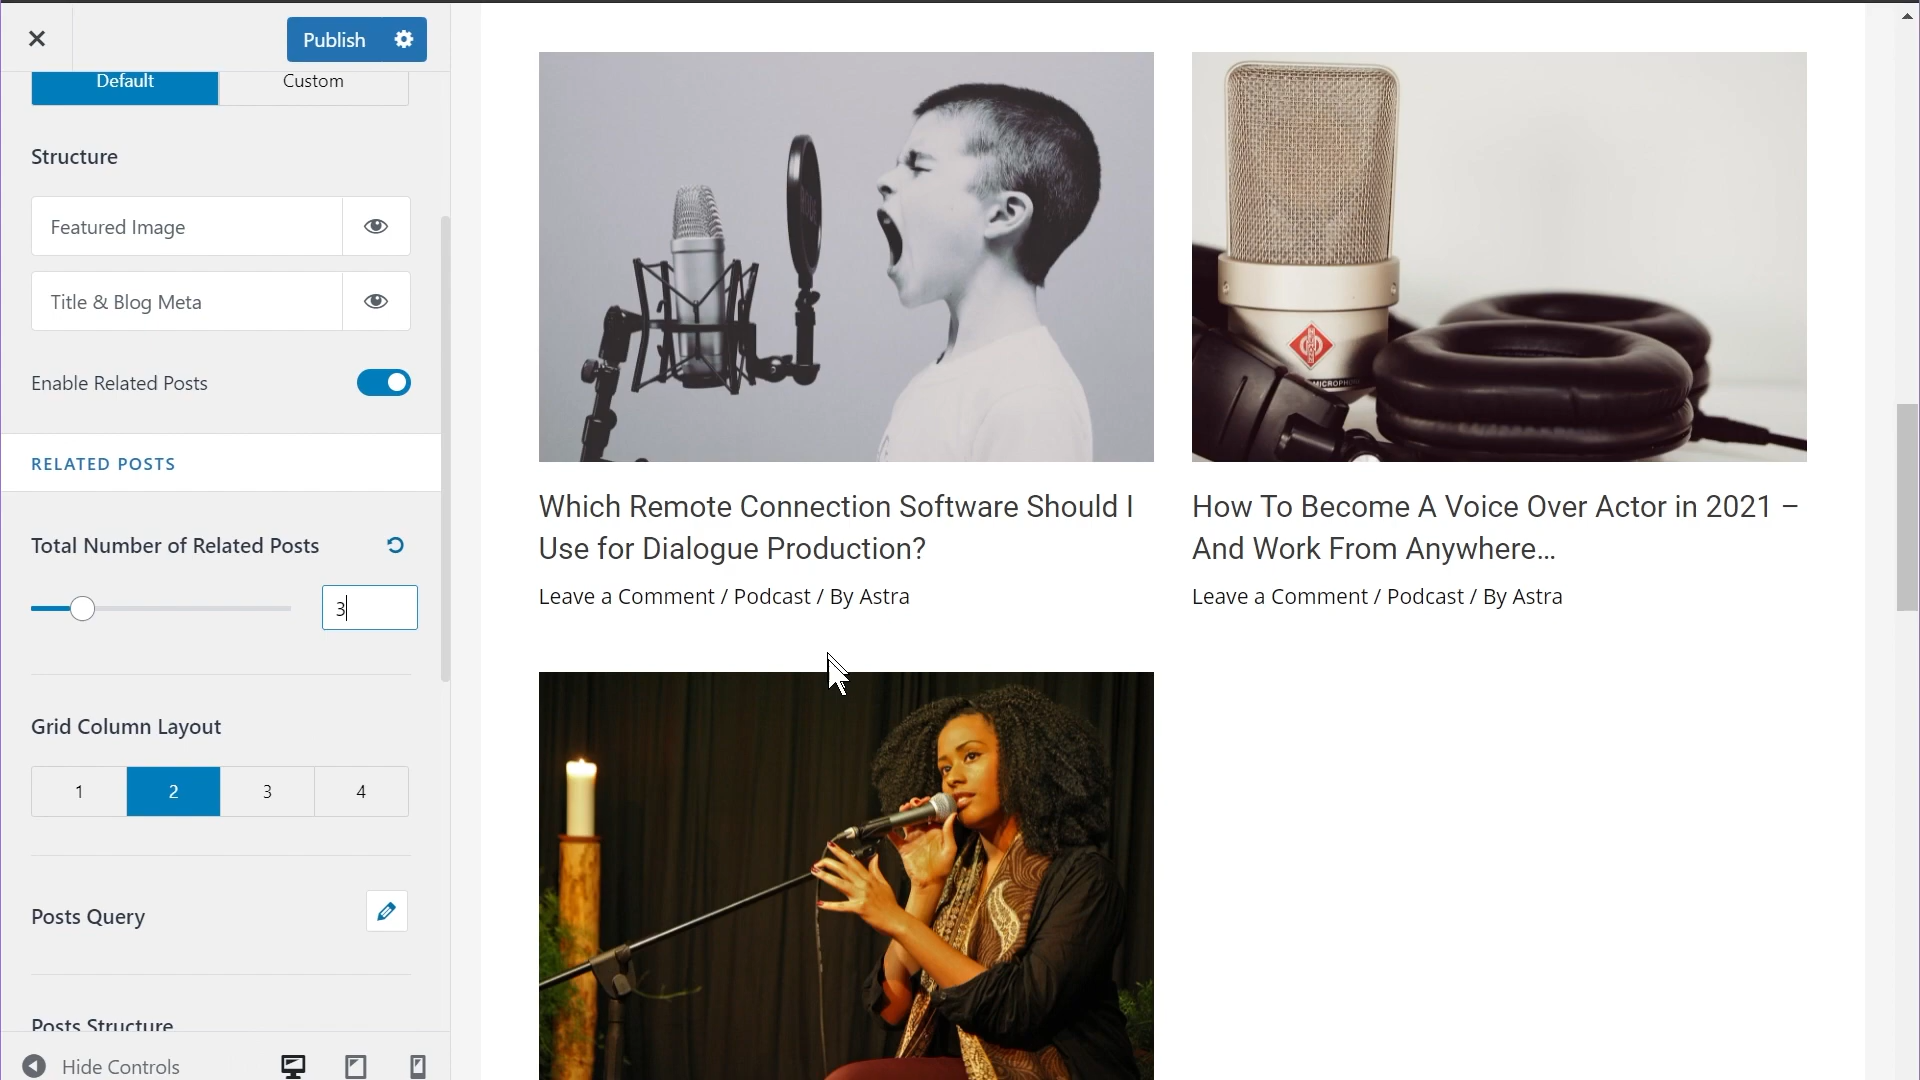 Publish
Default
Custom
Structure
Featured Image
Title & Blog Meta
Enable Related Posts
RELATED POSTS
Total Number of Related Posts
3
Grid Column Layout
1
2
3
4
Posts Query
Posts Structure
Hide Controls
Which Remote Connection Software Should I
Use for Dialogue Production?
Leave a Comment / Podcast / By Astra
MICROPHON
How To Become A Voice Over Actor in 2021 –
And Work From Anywhere…
Leave a Comment / Podcast / By Astra